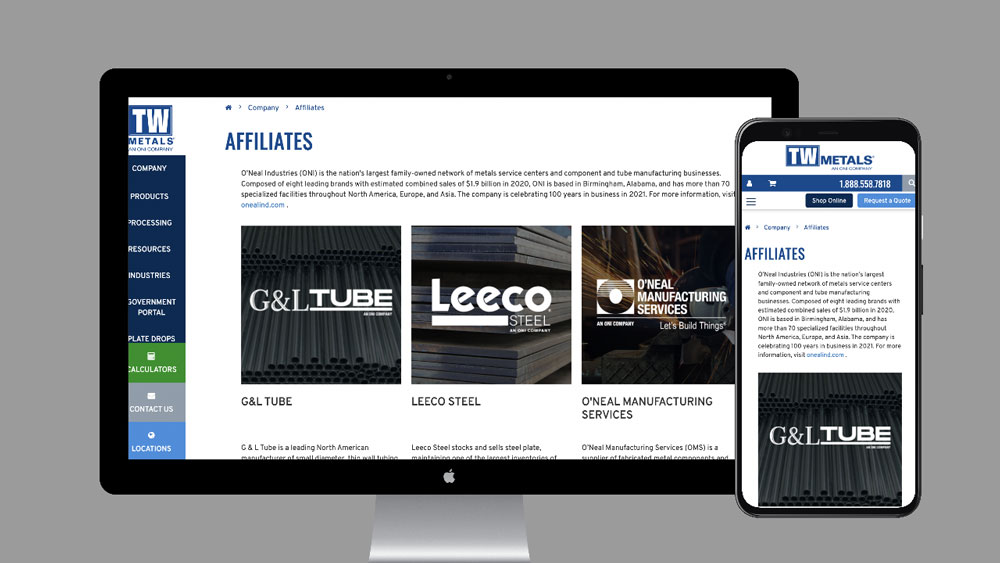 TW
METALS
AN ONI COMPANY
COMPANY
PRODUCTS
PROCESSING
RESOURCES
INDUSTRIES
GOVERNMENT
PORTAL
PLATE DROPS
CALCULATORS
CONTACT US
LOCATIONS
Company > Affiliates
AFFILIATES
O'Neal Industries (ONI) is the nation's largest family-owned network of metals service centers and component and tube manufacturing businesses.
Composed of eight leading brands with estimated combined sales of $1.9 billion in 2020, ONI is based in Birmingham, Alabama, and has more than 70
specialized facilities throughout North America, Europe, and Asia. The company is celebrating 100 years in business in 2021. For more information, visit
onealind.com .
G&L TUBE
AN ONI COMPANY
Leeco
STEEL
AN ONI COMPANY
O'NEAL
MANUFACTURING
SERVICES
AN ONI COMPANY
Let's Build Things
G&L TUBE
LEECO STEEL
O'NEAL MANUFACTURING
SERVICES
G & L Tube is a leading North American
manufacturer of small diameter, thin wall tubing
Leeco Steel stocks and sells steel plate,
maintaining one of the largest inventories of
O'Neal Manufacturing Services (OMS) is a
supplier of fabricated metal components and
TW METALS
AN ONI COMPANY
1.888.558.7818
Shop Online
Request a Quote
Company > Affiliates
AFFILIATES
O'Neal Industries (ONI) is the nation's largest
family-owned network of metals service centers
and component and tube manufacturing
businesses. Composed of eight leading brands with
estimated combined sales of $1.9 billion in 2020,
ONI is based in Birmingham, Alabama, and has
more than 70 specialized facilities throughout
North America, Europe, and Asia. The company is
celebrating 100 years in business in 2021. For more
information, visit onealind.com .
G&L TUBE
AN ONI COMPANY